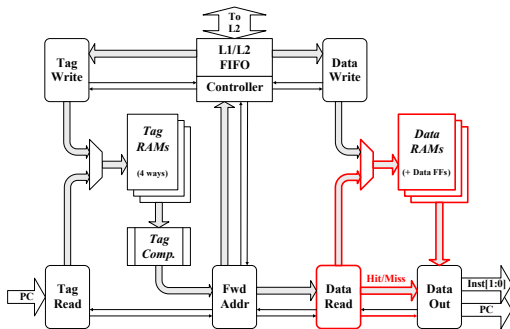 To
L2
Tag
Write
L1/L2
FIFO
Controller
Data
Write
Tag
RAMs
(4 ways)
Data
RAMs
(+ Data FFs)
Tag
Comp.
PC
Tag
Read
Fwd
Addr
Data
Read
Hit/Miss
Data
Out
Inst[1:0]
PC